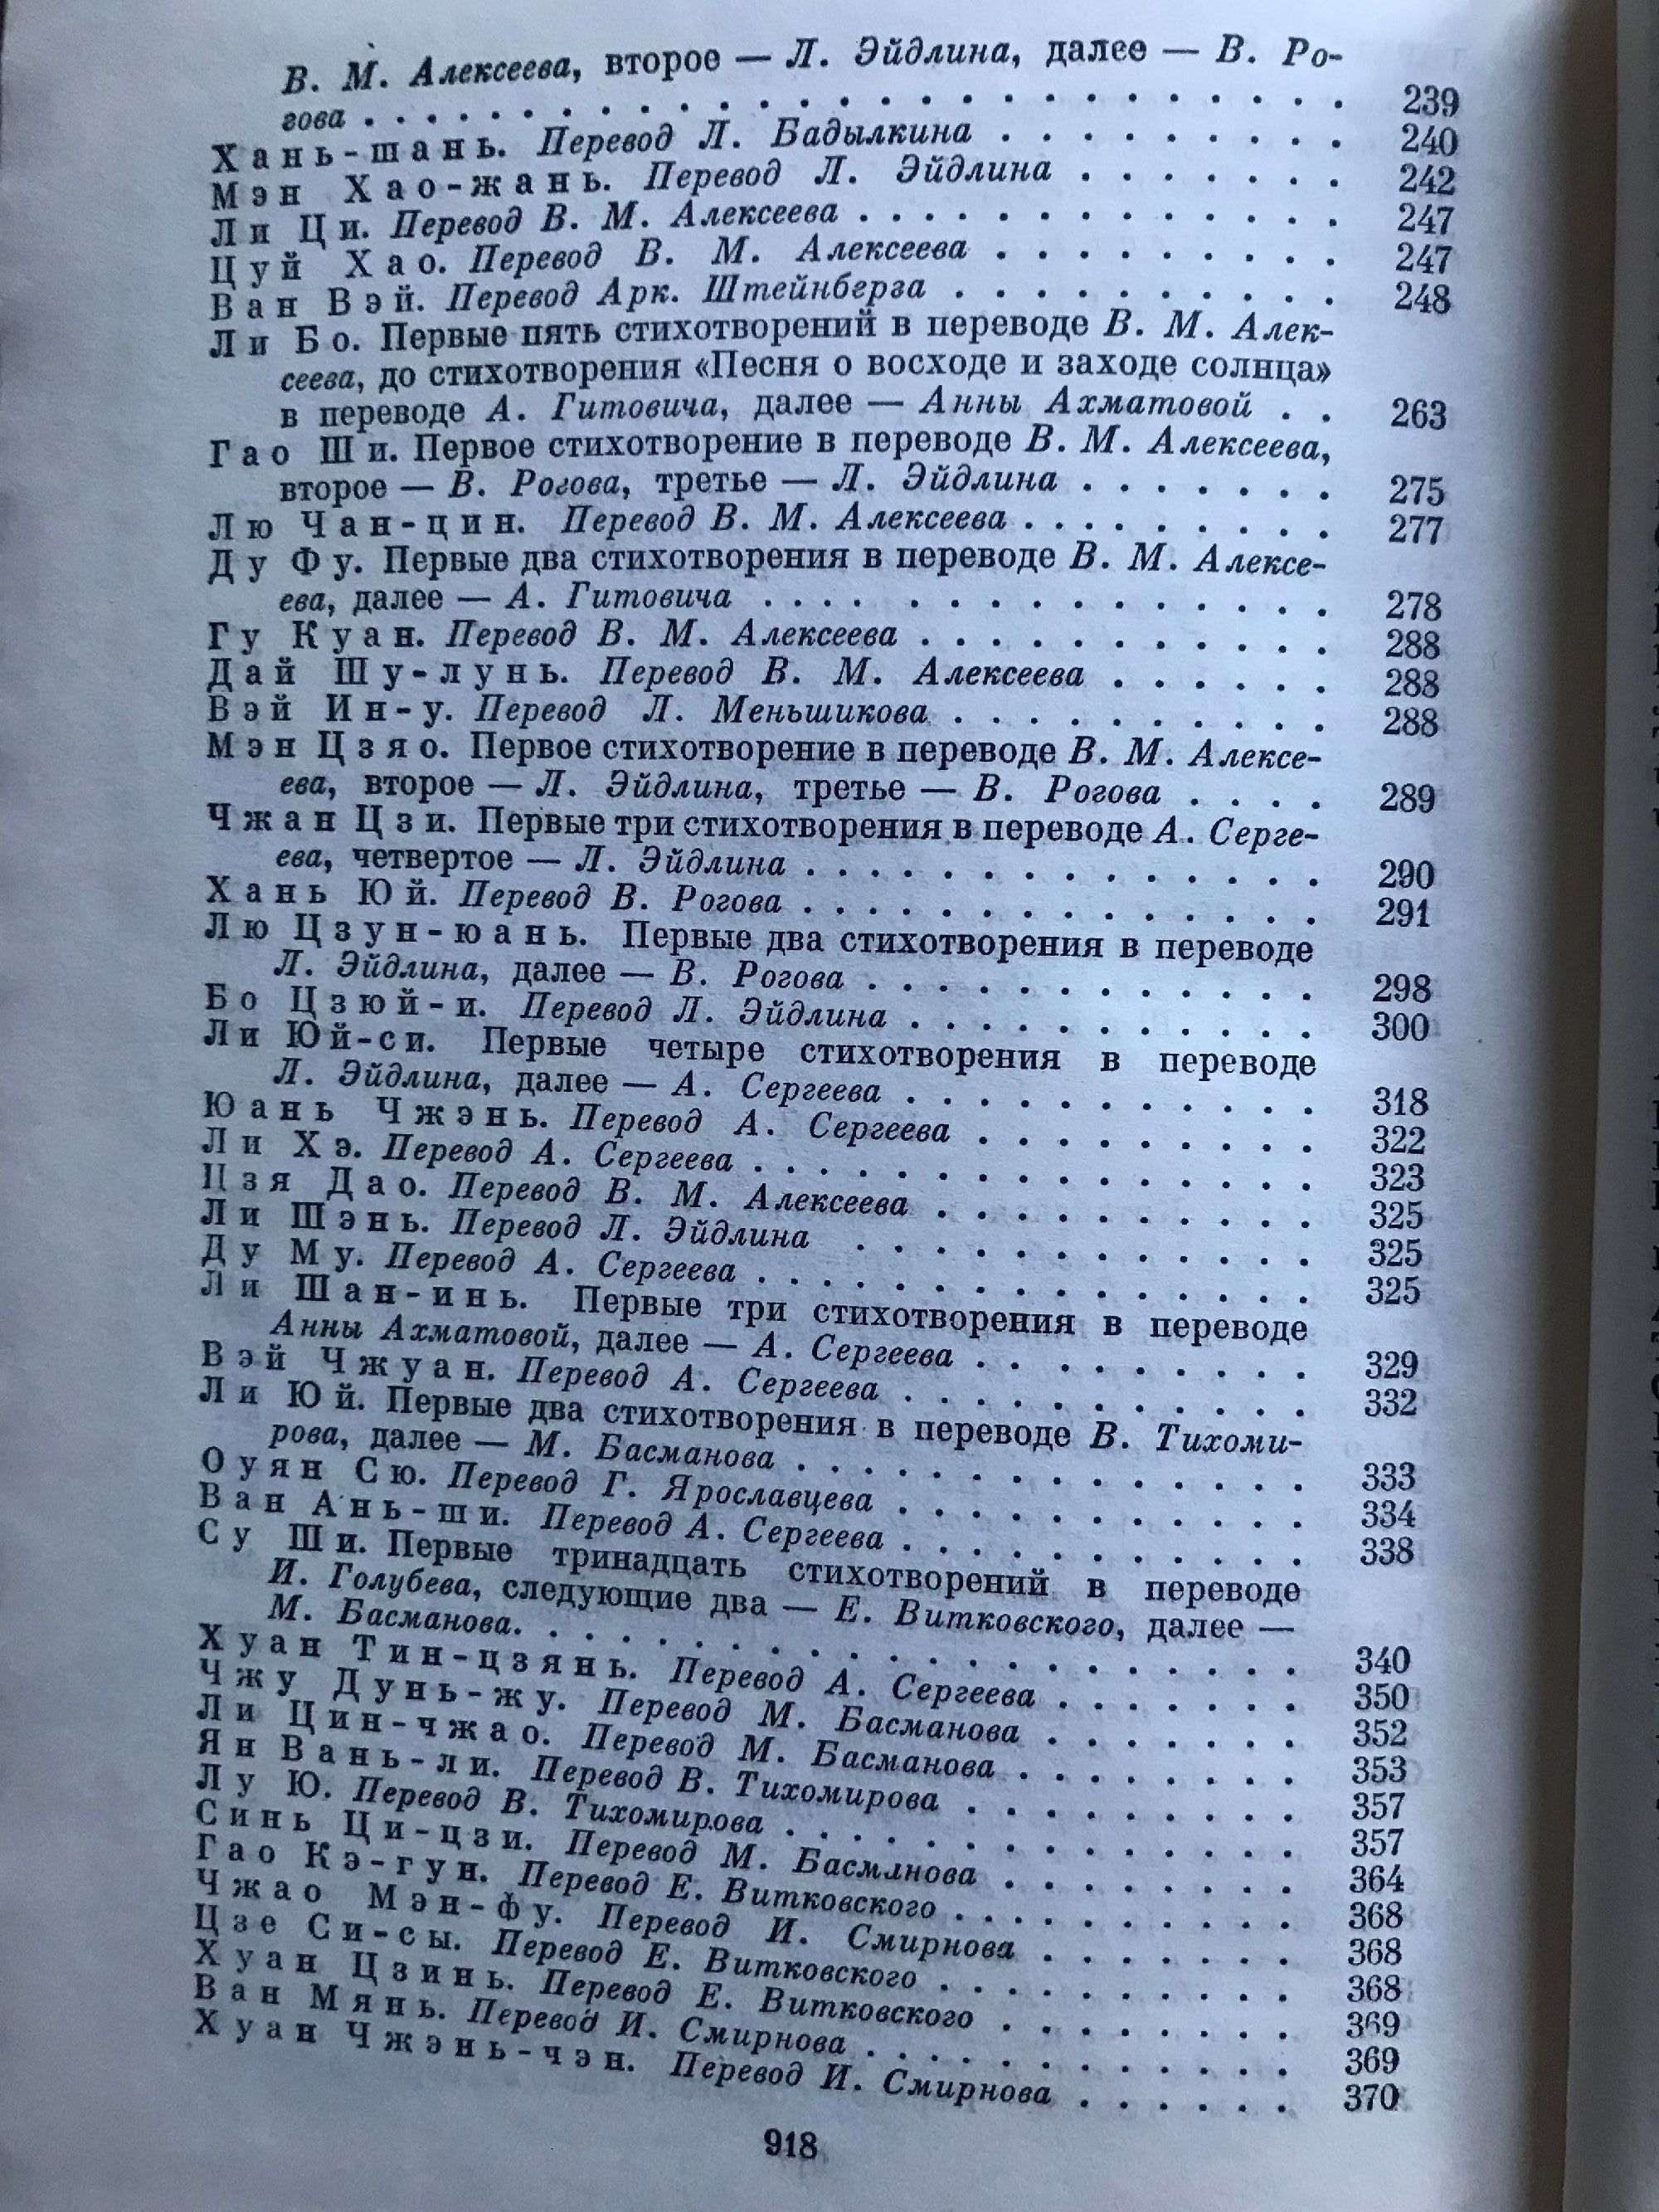 В. М. Алексеева, второе — Л. Эйдлина, далее — В. Ро-
гова . . . . . . . . . . . . . . . . . . . . . . . . 239
Хань-шань. Перевод Л. Бадылкина . . . . . . . . . 240
Мэн Хао-жань. Перевод Л. Эйдлина . . . . . . . 242
Ли Ци. Перевод В. М. Алексеева . . . . . . . . . . . . . 247
Цуй Хао. Перевод В. М. Алексеева . . . . . . . . . 247
Ван Вэй. Перевод Арк. Штейнберга . . . . . . . . . . 248
Ли Бо. Первые пять стихотворений в переводе В. М. Алек-
сеева, до стихотворения «Песня о восходе и заходе солнца»
в переводе А. Гитовича, далее — Анны Ахматовой . . 263
Гао Ши. Первое стихотворение в переводе В. М. Алексеева,
второе — В. Рогова, третье — Л. Эйдлина . . . . . . . 275
Лю Чан-цин. Перевод В. М. Алексеева . . . . . . . . . 277
Ду Фу. Первые два стихотворения в переводе В. М. Алексе-
ева, далее — А. Гитовича . . . . . . . . . . . . . . . 278
Гу Куан. Перевод В. М. Алексеева . . . . . . . . . . . 288
Дай Шу-лунь. Перевод В. М. Алексеева . . . . . . 288
Вэй Ин-у. Перевод Л. Меньшикова . . . . . . . . . . 288
Мэн Цзяо. Первое стихотворение в переводе В. М. Алексе-
ева, второе — Л. Эйдлина, третье — В. Рогова . . . . 289
Чжан Цзи. Первые три стихотворения в переводе А. Серге-
ева, четвертое — Л. Эйдлина . . . . . . . . . . . . . . 290
Хань Юй. Перевод В. Рогова . . . . . . . . . . . . . . 291
Лю Цзун-юань. Первые два стихотворения в переводе
Л. Эйдлина, далее — В. Рогова . . . . . . . . . . . . 298
Бо Цзюй-и. Перевод Л. Эйдлина . . . . . . . . . . . 300
Ли Юй-си. Первые четыре стихотворения в переводе
Л. Эйдлина, далее — А. Сергеева . . . . . . . . . . . 318
Юань Чжэнь. Перевод А. Сергеева . . . . . . . . . 322
Ли Хэ. Перевод А. Сергеева . . . . . . . . . . . . . . . 323
Цзя Дао. Перевод В. М. Алексеева . . . . . . . . . . 325
Ли Шэнь. Перевод Л. Эйдлина . . . . . . . . . . . . 325
Ду Му. Перевод А. Сергеева . . . . . . . . . . . . . . . 325
Ли Шан-инь. Первые три стихотворения в переводе
Анны Ахматовой, далее — А. Сергеева . . . . . . . . . 329
Вэй Чжуан. Перевод А. Сергеева . . . . . . . . . . . 332
Ли Юй. Первые два стихотворения в переводе В. Тихоми-
рова, далее — М. Басманова . . . . . . . . . . . . . . 333
Оуян Сю. Перевод Г. Ярославцева . . . . . . . . . . . 334
Ван Ань-ши. Перевод А. Сергеева . . . . . . . . . . . 338
Су Ши. Первые тринадцать стихотворений в переводе
И. Голубева, следующие два — Е. Витковского, далее —
М. Басманова. . . . . . . . . . . . . . . . . . . . . . 340
Хуан Тин-цзянь. Перевод А. Сергеева . . . . . . . 350
Чжу Дунь-жу. Перевод М. Басманова . . . . . . . 352
Ли Цин-чжао. Перевод М. Басманова . . . . . . . . 353
Ян Вань-ли. Перевод В. Тихомирова . . . . . . . . . 357
Лу Ю. Перевод В. Тихомирова . . . . . . . . . . . . . . 357
Синь Ци-цзи. Перевод М. Басманова . . . . . . . . 364
Гао Кэ-гун. Перевод Е. Витковского . . . . . . . . . . 368
Чжао Мэн-фу. Перевод И. Смирнова . . . . . . . 368
Цзе Си-сы. Перевод Е. Витковского . . . . . . . . . . 368
Хуан Цзинь. Перевод Е. Витковского . . . . . . . . 369
Ван Мянь. Перевод И. Смирнова . . . . . . . . . . . . 369
Хуан Чжэнь-чэн. Перевод И. Смирнова . . . . . . 370
918